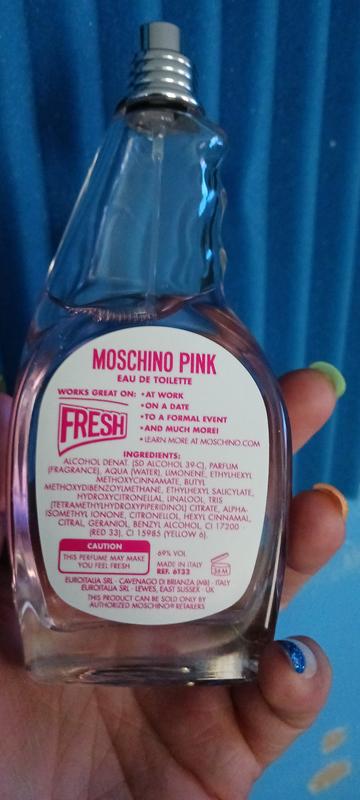 MOSCHINO PINK
EAU DE TOILETTE
WORKS GREAT ON: • AT WORK
• ON A DATE
• TO A FORMAL EVENT
• AND MUCH MORE!
• LEARN MORE AT MOSCHINO.COM
FRESH
INGREDIENTS:
ALCOHOL DENAT. (SD ALCOHOL 39-C), PARFUM
(FRAGRANCE), AQUA (WATER), LIMONENE, ETHYLHEXYL
METHOXYCINNAMATE, BUTYL
METHOXYDIBENZOYLMETHANE, ETHYLHEXYL SALICYLATE,
HYDROXYCITRONELLAL, LINALOOL, TRIS
(TETRAMETHYLHYDROXYPIPERIDINOL) CITRATE, ALPHA-
ISOMETHYL IONONE, CITRONELLOL, HEXYL CINNAMAL,
CITRAL, GERANIOL, BENZYL ALCOHOL, CI 17200
(RED 33), CI 15985 (YELLOW 6).
CAUTION
THIS PERFUME MAY MAKE
YOU FEEL FRESH
69% VOL
MADE IN ITALY
REF. 6T33
36 M
EUROITALIA SRL - CAVENAGO DI BRIANZA (MB) - ITALY
EUROITALIA SRL - LEWES, EAST SUSSEX - UK
THIS PRODUCT CAN BE SOLD ONLY BY
AUTHORIZED MOSCHINO® RETAILERS